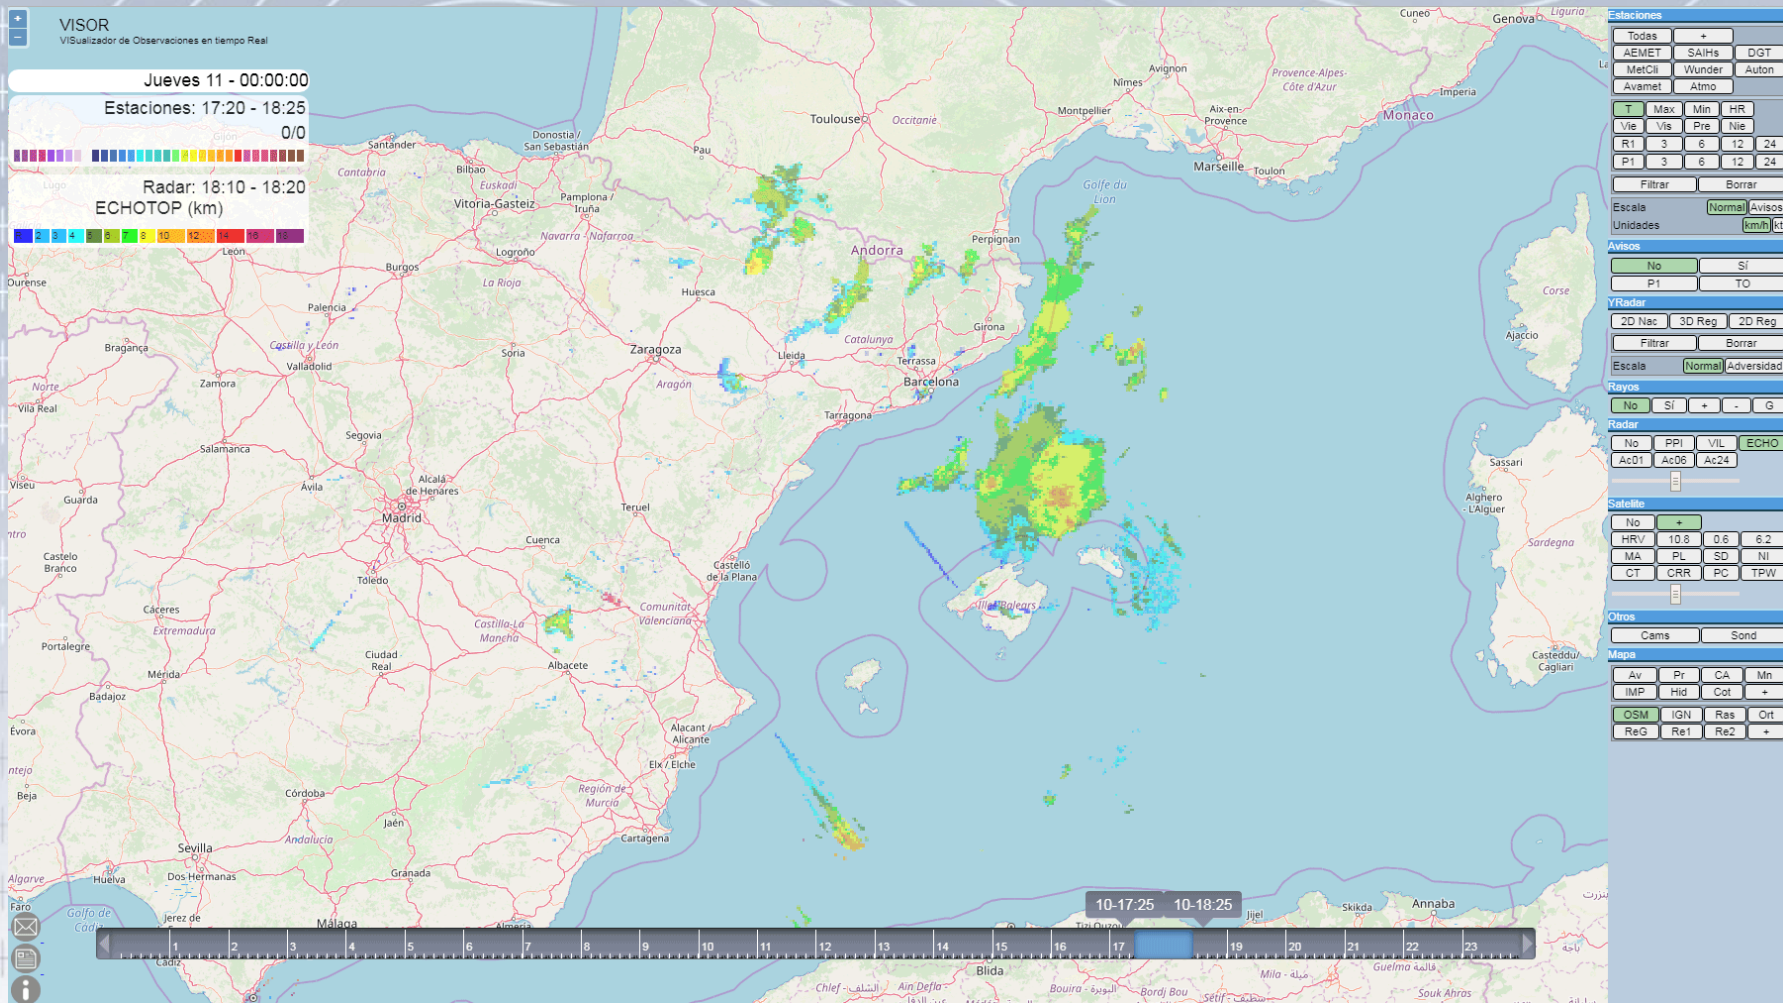 VISOR
VISualizador de Observaciones en tiempo Real
Jueves 11 - 00:00:00
Estaciones: 17:20 - 18:25
0/0
Radar: 18:10 - 18:20
ECHOTOP (km)
2 3 4 5 6 7 8 10 12 14 16 18
Cuneo
Genova
Liguria
Avignon
Nîmes
Provence-Alpes-
Côte d'Azur
Imperia
Montpellier
Aix-en-
Provence
Monaco
Toulouse
Occitanie
Marseille
Toulon
Golfe du
Lion
Gijón
Lugo
Santander
Cantabria
Bilbao
Donostia /
San Sebastián
Euskadi
Vitoria-Gasteiz
Pamplona /
Iruña
Navarra - Nafarroa
Pau
Perpignan
Andorra
León
Burgos
Logroño
La Rioja
Huesca
Ourense
Palencia
Girona
Corse
Ajaccio
Bragança
Castilla y León
Valladolid
Soria
Zaragoza
Lleida
Catalunya
Terrassa
Aragón
Barcelona
Zamora
Norte
Vila Real
Tarragona
Segovia
Salamanca
Viseu
Guarda
Ávila
Alcalá
de Henares
Madrid
Teruel
Sassari
Alghero
- L'Alguer
Sardegna
Cuenca
Castelo
Branco
Toledo
Castelló
de la Plana
Cáceres
Extremadura
Castilla-La
Mancha
Comunitat
Valenciana
Illes Balears
Portalegre
Mérida
Badajoz
Ciudad
Real
Albacete
Casteddu/
Cagliari
Évora
Alacant /
Alicante
Elx / Elche
Beja
Córdoba
Región de
Murcia
Jaén
Andalucía
Cartagena
Sevilla
Dos Hermanas
Granada
Huelva
Algarve
Faro
Golfo de
Cádiz
Jerez de
Málaga
Almería
Cádiz
10-17:25
10-18:25
Tizi Ouzou
Jijel
Skikda
Annaba
1 2 3 4 5 6 7 8 9 10 11 12 13 14 15 16 17 19 20 21 22 23
Blida
Mila - ميلة
Guelma قالمة
Chlef - الشلف
Aïn Defla
Bouira - البويرة
Bordj Bou
Sétif - سطيف
Souk Ahras
Estaciones
Todas +
AEMET SAIHs DGT
MetCli Wunder Auton
Avamet Atmo
T Max Min HR
Vie Vis Pre Nie
R1 3 6 12 24
P1 3 6 12 24
Filtrar Borrar
Escala Normal Avisos
Unidades km/h kt
Avisos
No Sí
P1 TO
YRadar
2D Nac 3D Reg 2D Reg
Filtrar Borrar
Escala Normal Adversidad
Rayos
No Sí + - G
Radar
No PPI VIL ECHO
Ac01 Ac06 Ac24
Satelite
No +
HRV 10.8 0.6 6.2
MA PL SD NI
CT CRR PC TPW
Otros
Cams Sond
Mapa
Av Pr CA Mn
IMP Hid Cot +
OSM IGN Ras Ort
ReG Re1 Re2 +